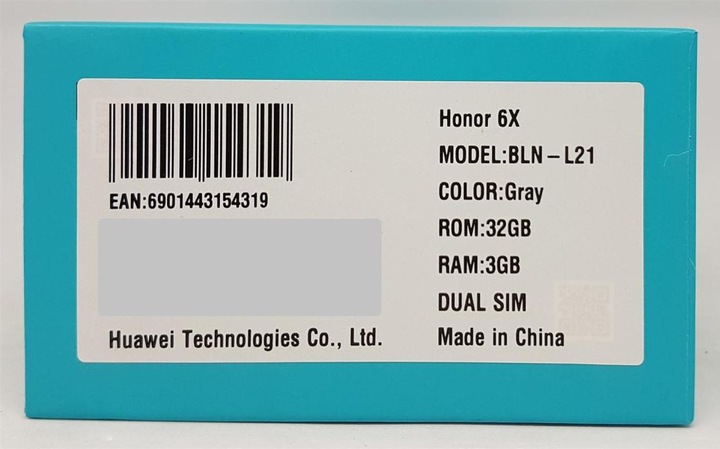 EAN:6901443154319
Huawei Technologies Co., Ltd.
Honor 6X
MODEL:BLN-L21
COLOR:Gray
ROM:32GB
RAM:3GB
DUAL SIM
Made in China